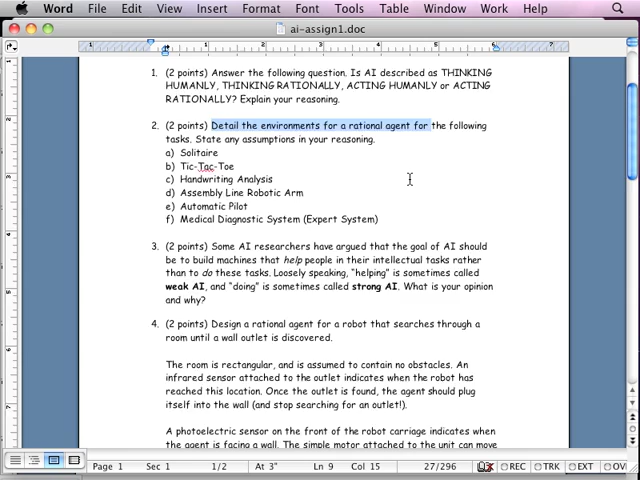 Word File Edit View Insert Format Font Tools Table Window Work Help
ai-assign1.doc
1. (2 points) Answer the following question. Is AI described as THINKING
HUMANLY, THINKING RATIONALLY, ACTING HUMANLY or ACTING
RATIONALLY? Explain your reasoning.
2. (2 points) Detail the environments for a rational agent for the following
tasks. State any assumptions in your reasoning.
a) Solitaire
b) Tic-Tac-Toe
c) Handwriting Analysis
d) Assembly Line Robotic Arm
e) Automatic Pilot
f) Medical Diagnostic System (Expert System)
3. (2 points) Some AI researchers have argued that the goal of AI should
be to build machines that help people in their intellectual tasks rather
than to do these tasks. Loosely speaking, “helping” is sometimes called
weak AI, and “doing” is sometimes called strong AI. What is your opinion
and why?
4. (2 points) Design a rational agent for a robot that searches through a
room until a wall outlet is discovered.
The room is rectangular, and is assumed to contain no obstacles. An
infrared sensor attached to the outlet indicates when the robot has
reached this location. Once the outlet is found, the agent should plug
itself into the wall (and stop searching for an outlet!).
A photoelectric sensor on the front of the robot carriage indicates when
the agent is facing a wall. The simple motor attached to the unit can move
Page 1 Sec 1 1/2 At 3" Ln 9 Col 15 27/296 REC TRK EXT OVR